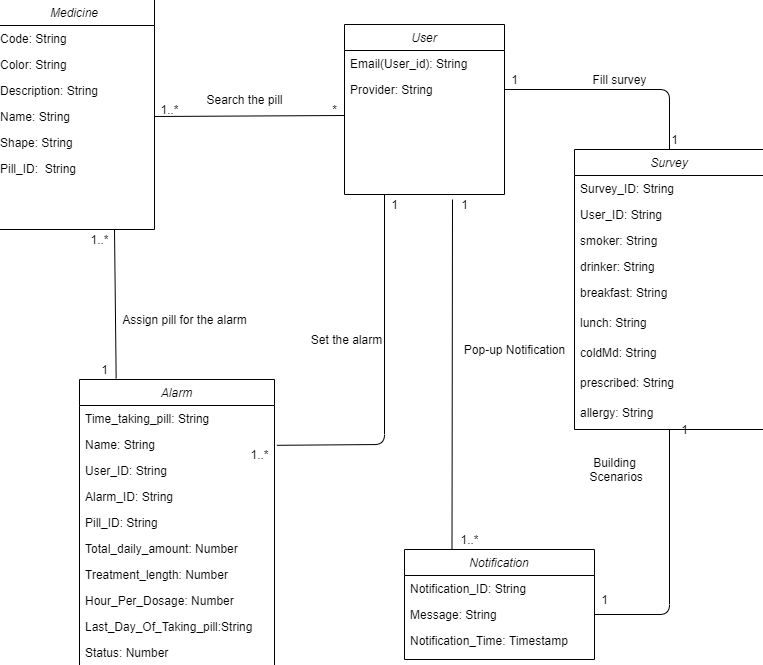 Medicine
Code: String
Color: String
Description: String
Name: String
Shape: String
Pill_ID: String
1..*
Search the pill
*
User
Email(User_id): String
Provider: String
1
Fill survey
1
Survey
Survey_ID: String
User_ID: String
smoker: String
drinker: String
breakfast: String
lunch: String
coldMd: String
prescribed: String
allergy: String
1
1..*
Assign pill for the alarm
1
1
Set the alarm
1..*
1
Pop-up Notification
1..*
Building
Scenarios
1
Alarm
Time_taking_pill: String
Name: String
User_ID: String
Alarm_ID: String
Pill_ID: String
Total_daily_amount: Number
Treatment_length: Number
Hour_Per_Dosage: Number
Last_Day_Of_Taking_pill:String
Status: Number
Notification
Notification_ID: String
Message: String
Notification_Time: Timestamp